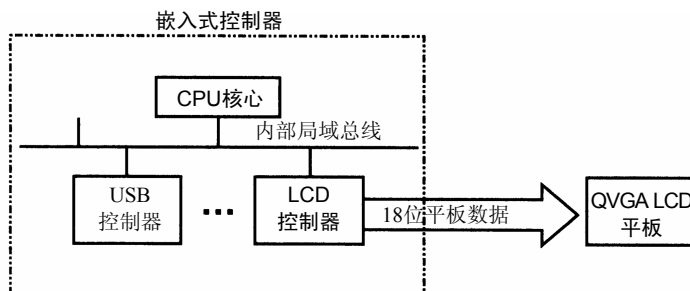 嵌入式控制器
CPU核心
内部局域总线
USB
控制器
LCD
控制器
18位平板数据
QVGA LCD
平板